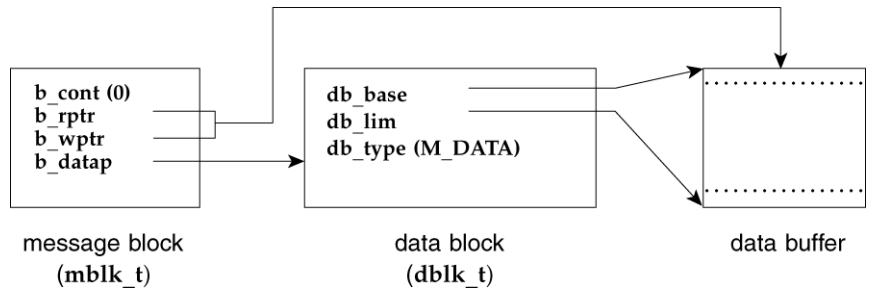 b_cont (0)
b_rptr
b_wptr
b_datap
db_base
db_lim
db_type (M_DATA)
message block
(mblk_t)
data block
(dblk_t)
data buffer